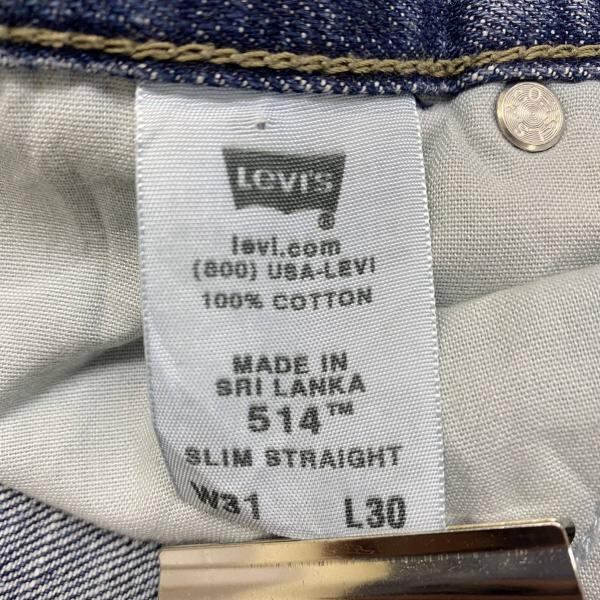 Levi's
®
levi.com
(800) USA-LEVI
100% COTTON
MADE IN
SRI LANKA
514™
SLIM STRAIGHT
W31 L30